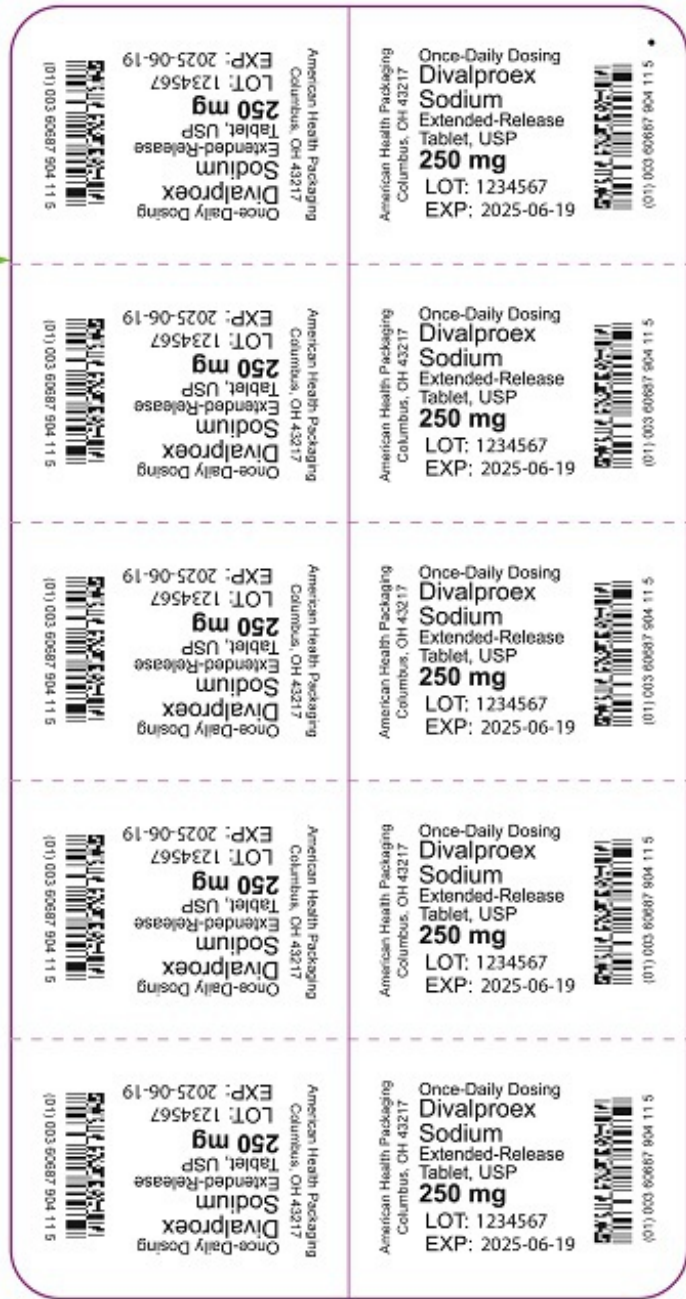 Once-Daily Dosing
Divalproex
Sodium
Extended-Release
Tablet, USP
250 mg
LOT: 1234567
EXP: 2025-06-19
American Health Packaging
Columbus, OH 43217
(01) 003 60687 904 11 5
American Health Packaging
Columbus, OH 43217
Once-Daily Dosing
Divalproex
Sodium
Extended-Release
Tablet, USP
250 mg
LOT: 1234567
EXP: 2025-06-19
(01) 003 60687 904 11 5
Once-Daily Dosing
Divalproex
Sodium
Extended-Release
Tablet, USP
250 mg
LOT: 1234567
EXP: 2025-06-19
American Health Packaging
Columbus, OH 43217
(01) 003 60687 904 11 5
American Health Packaging
Columbus, OH 43217
Once-Daily Dosing
Divalproex
Sodium
Extended-Release
Tablet, USP
250 mg
LOT: 1234567
EXP: 2025-06-19
(01) 003 60687 904 11 5
Once-Daily Dosing
Divalproex
Sodium
Extended-Release
Tablet, USP
250 mg
LOT: 1234567
EXP: 2025-06-19
American Health Packaging
Columbus, OH 43217
(01) 003 60687 904 11 5
American Health Packaging
Columbus, OH 43217
Once-Daily Dosing
Divalproex
Sodium
Extended-Release
Tablet, USP
250 mg
LOT: 1234567
EXP: 2025-06-19
(01) 003 60687 904 11 5
Once-Daily Dosing
Divalproex
Sodium
Extended-Release
Tablet, USP
250 mg
LOT: 1234567
EXP: 2025-06-19
American Health Packaging
Columbus, OH 43217
(01) 003 60687 904 11 5
American Health Packaging
Columbus, OH 43217
Once-Daily Dosing
Divalproex
Sodium
Extended-Release
Tablet, USP
250 mg
LOT: 1234567
EXP: 2025-06-19
(01) 003 60687 904 11 5
Once-Daily Dosing
Divalproex
Sodium
Extended-Release
Tablet, USP
250 mg
LOT: 1234567
EXP: 2025-06-19
American Health Packaging
Columbus, OH 43217
(01) 003 60687 904 11 5
American Health Packaging
Columbus, OH 43217
Once-Daily Dosing
Divalproex
Sodium
Extended-Release
Tablet, USP
250 mg
LOT: 1234567
EXP: 2025-06-19
(01) 003 60687 904 11 5